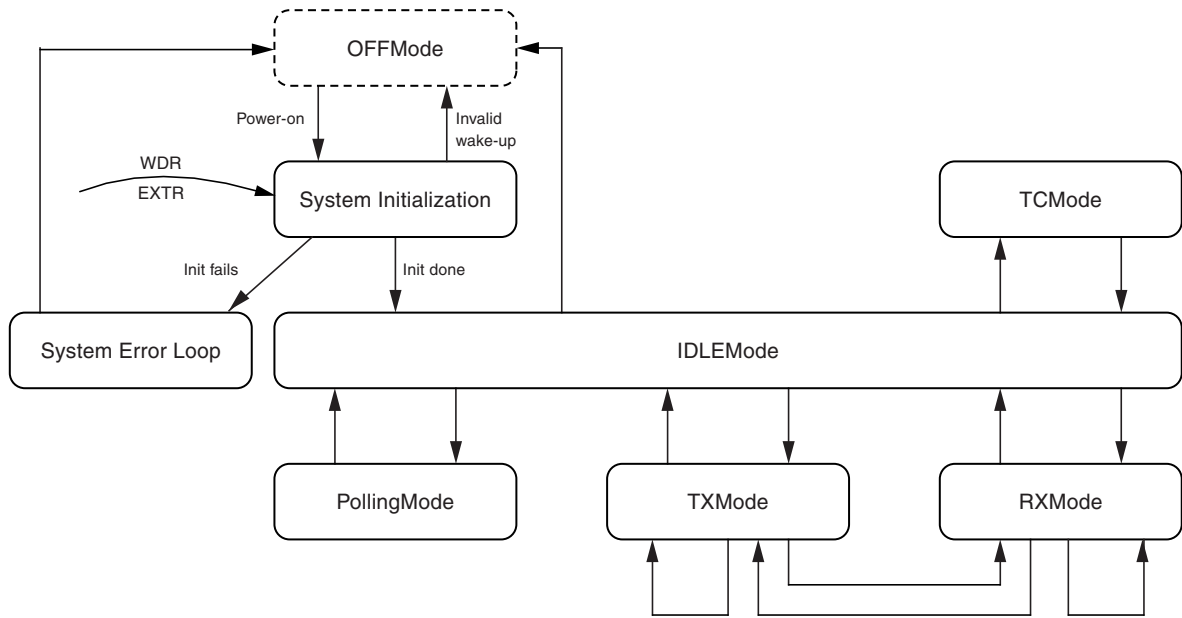 OFFMode
Power-on
Invalid
wake-up
WDR
EXTR
System Initialization
TCMode
Init fails
Init done
System Error Loop
IDLEMode
PollingMode
TXMode
RXMode